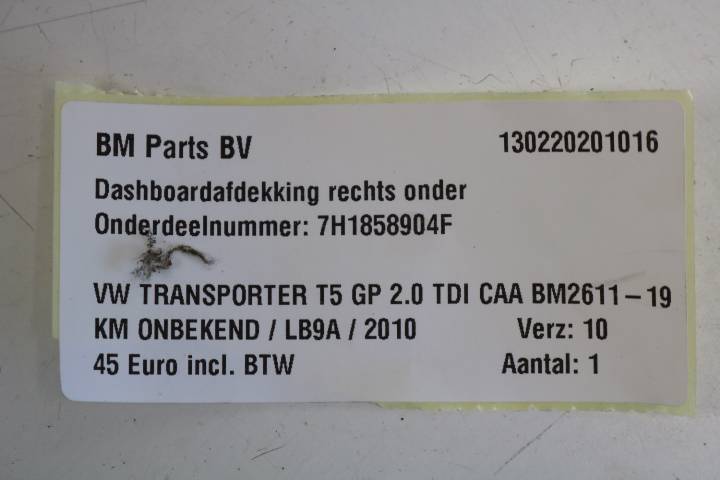 BM Parts BV 130220201016
Dashboardafdekking rechts onder
Onderdeelnummer: 7H1858904F
VW TRANSPORTER T5 GP 2.0 TDI CAA BM2611-19
KM ONBEKEND / LB9A / 2010 Verz: 10
45 Euro incl. BTW Aantal: 1